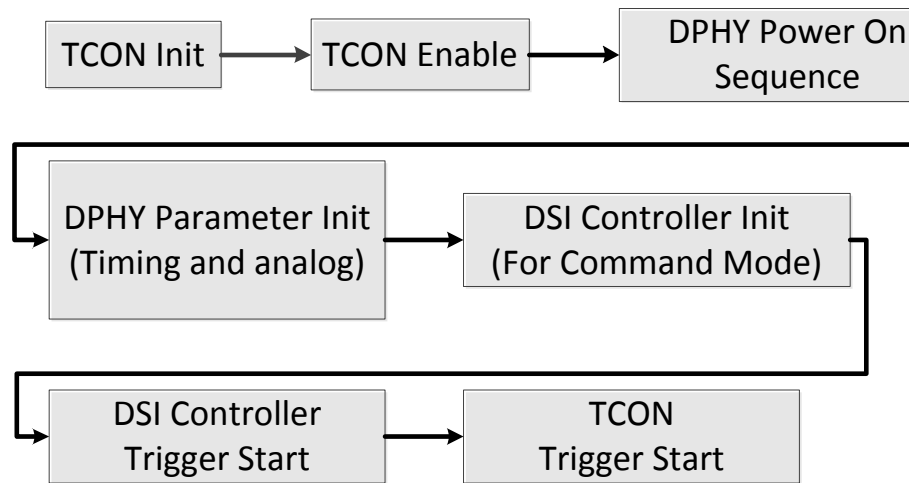 TCON Init
TCON Enable
DPHY Power On
Sequence
DPHY Parameter Init
(Timing and analog)
DSI Controller Init
(For Command Mode)
DSI Controller
Trigger Start
TCON
Trigger Start